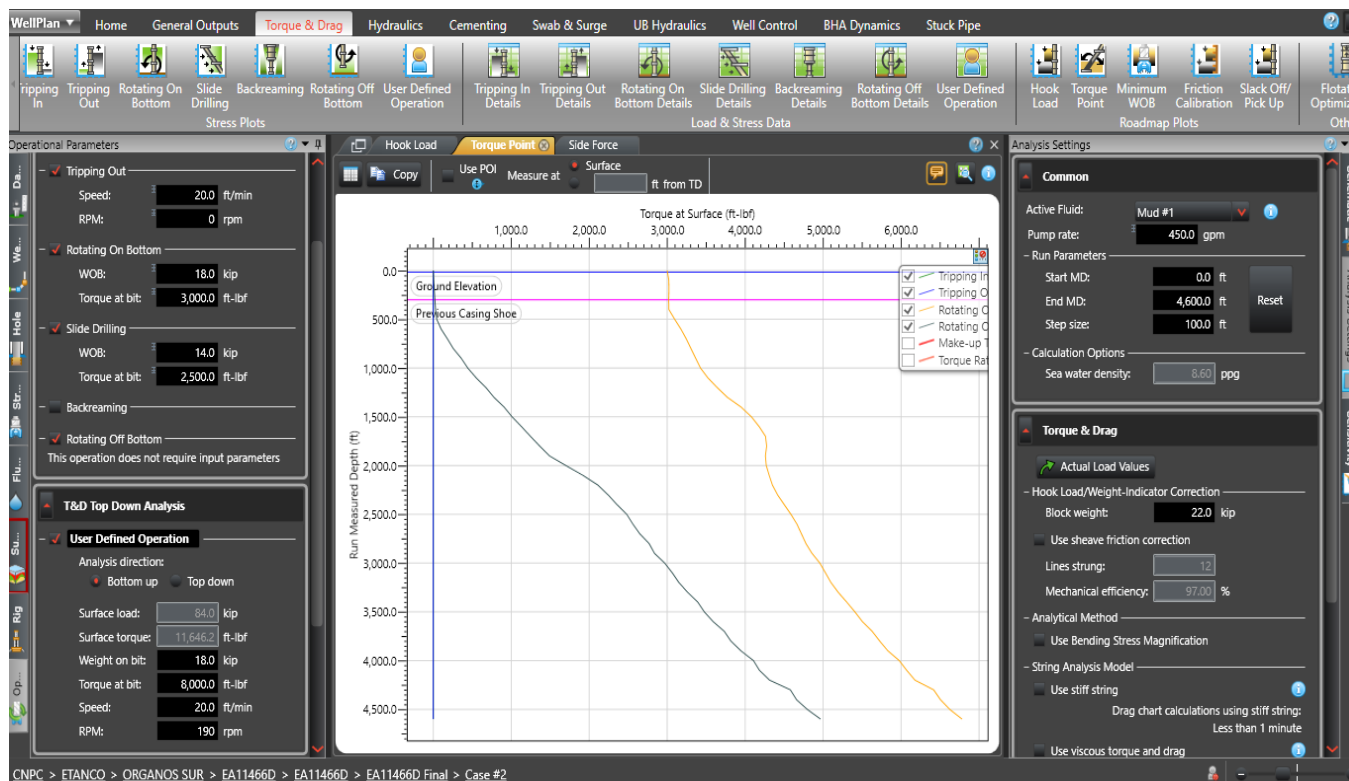 WellPlan Home General Outputs Torque & Drag Hydraulics Cementing Swab & Surge UB Hydraulics Well Control BHA Dynamics Stuck Pipe
Tripping In Tripping Out Rotating On Bottom Slide Drilling Backreaming Rotating Off Bottom User Defined Operation Tripping In Details Tripping Out Details Rotating On Bottom Details Slide Drilling Details Backreaming Details Rotating Off Bottom Details User Defined Operation Hook Load Torque Point Minimum WOB Friction Calibration Slack Off/ Pick Up
Stress Plots Load & Stress Data Roadmap Plots
Operational Parameters
Da...
We...
Hole
Str...
Flu...
Su...
Rig
Op...
Tripping Out
Speed: 20.0 ft/min
RPM: 0 rpm
Rotating On Bottom
WOB: 18.0 kip
Torque at bit: 3,000.0 ft-lbf
Slide Drilling
WOB: 14.0 kip
Torque at bit: 2,500.0 ft-lbf
Backreaming
Rotating Off Bottom
This operation does not require input parameters
T&D Top Down Analysis
User Defined Operation
Analysis direction:
Bottom up Top down
Surface load: 84.0 kip
Surface torque: 11,646.2 ft-lbf
Weight on bit: 18.0 kip
Torque at bit: 8,000.0 ft-lbf
Speed: 20.0 ft/min
RPM: 190 rpm
Hook Load Torque Point Side Force
Copy Use POI Measure at Surface
ft from TD
Torque at Surface (ft-lbf)
1,000.0 2,000.0 3,000.0 4,000.0 5,000.0 6,000.0
Run Measured Depth (ft)
0.0
500.0
1,000.0
1,500.0
2,000.0
2,500.0
3,000.0
3,500.0
4,000.0
4,500.0
Ground Elevation
Previous Casing Shoe
Tripping In
Tripping O
Rotating O
Rotating O
Make-up T
Torque Rat
Analysis Settings
Common
Active Fluid: Mud #1
Pump rate: 450.0 gpm
Run Parameters
Start MD: 0.0 ft
End MD: 4,600.0 ft
Reset
Step size: 100.0 ft
Calculation Options
Sea water density: 8.60 ppg
Torque & Drag
Actual Load Values
Hook Load/Weight-Indicator Correction
Block weight: 22.0 kip
Use sheave friction correction
Lines strung: 12
Mechanical efficiency: 97.00 %
Analytical Method
Use Bending Stress Magnification
String Analysis Model
Use stiff string
Drag chart calculations using stiff string:
Less than 1 minute
Use viscous torque and drag
CNPC > ETANCO > ORGANOS SUR > EA11466D > EA11466D > EA11466D Final > Case #2